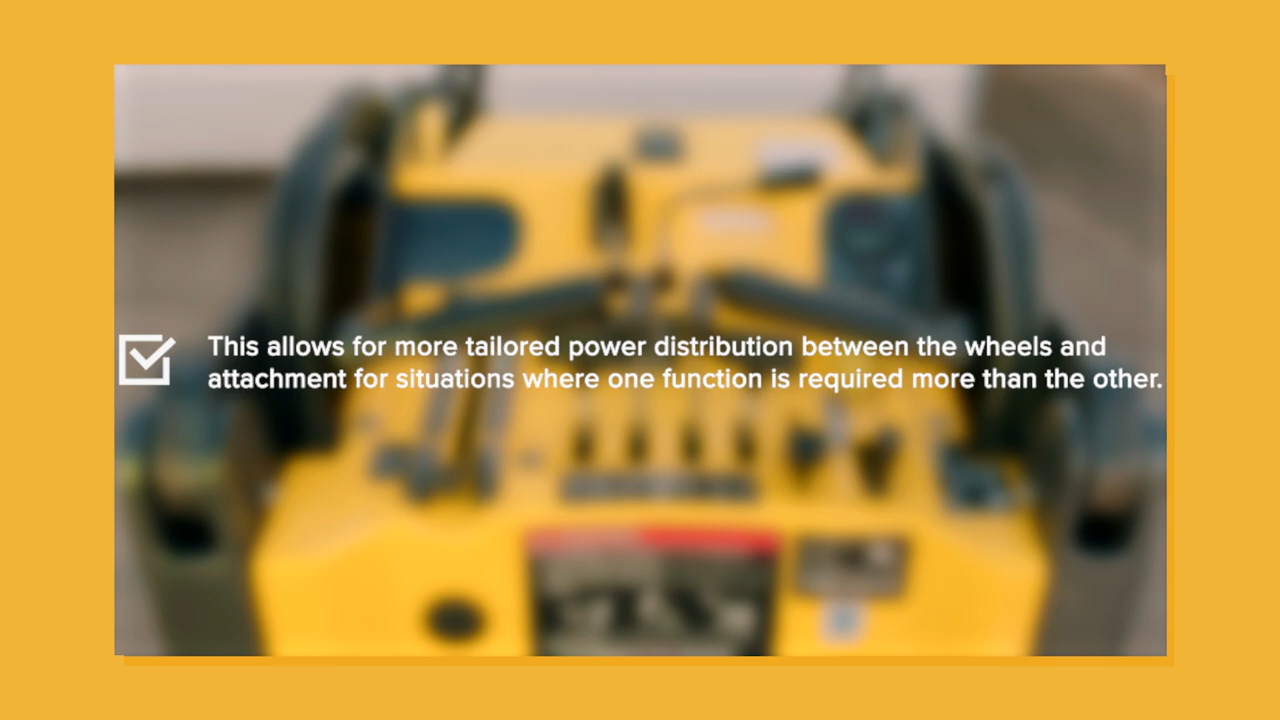 This allows for more tailored power distribution between the wheels and
attachment for situations where one function is required more than the other.